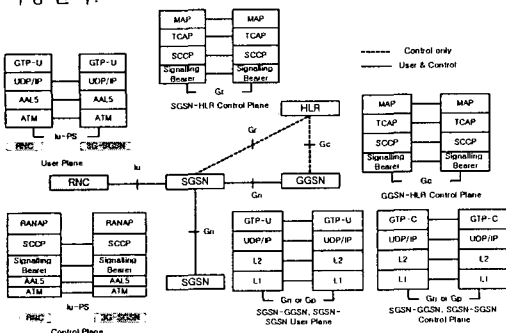 GTP-U
UDP/IP
AAL5
ATM
GTP-U
UDP/IP
AAL5
ATM
Iu-PS
RNC
3G-SGSN
User Plane
MAP
TCAP
SCCP
Signalling
Bearer
MAP
TCAP
SCCP
Signalling
Bearer
Gr
SGSN-HLR Control Plane
Control only
User & Control
HLR
Gr
Gc
RNC
Iu
SGSN
Gn
GGSN
Gn
SGSN
MAP
TCAP
SCCP
Signalling
Bearer
MAP
TCAP
SCCP
Signalling
Bearer
Gc
GGSN-HLR Control Plane
RANAP
SCCP
Signalling
Bearer
AAL5
ATM
RANAP
SCCP
Signalling
Bearer
AAL5
ATM
Iu-PS
RNC
3G-SGSN
Control Plane
GTP-U
UDP/IP
L2
L1
GTP-U
UDP/IP
L2
L1
Gn or Gp
SGSN-GGSN, SGSN-
SGSN User Plane
GTP-C
UDP/IP
L2
L1
GTP-C
UDP/IP
L2
L1
Gn or Gp
SGSN-GGSN, SGSN-SGSN
Control Plane